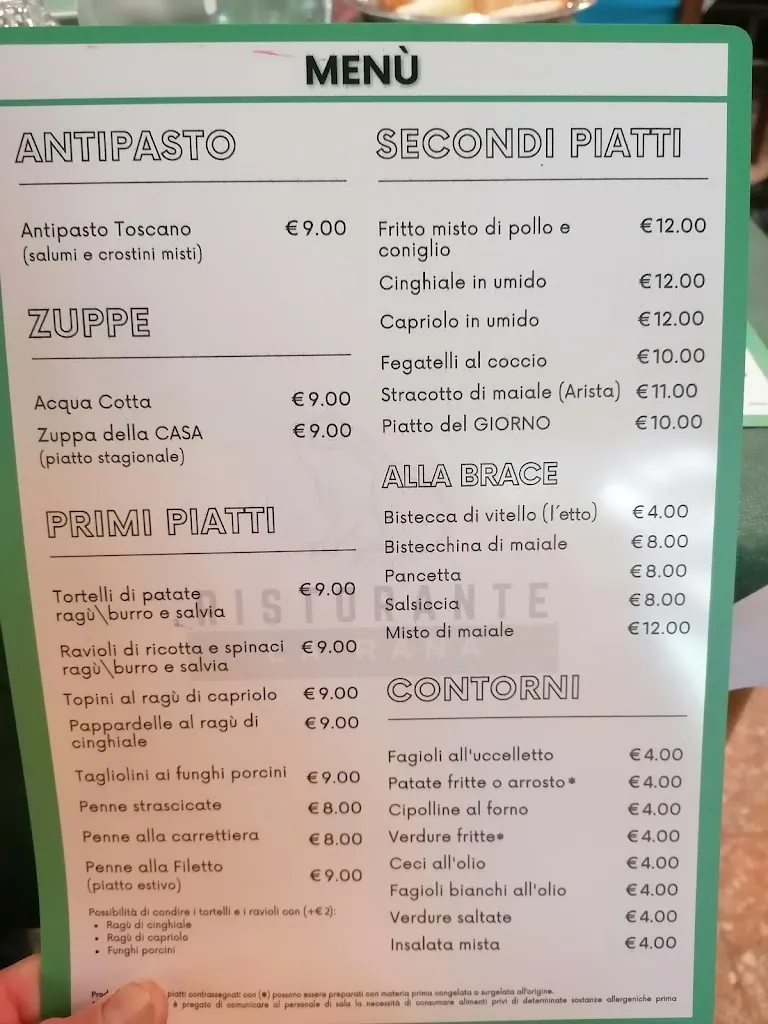 MENÙ
ANTIPASTO
Antipasto Toscano €9.00
(salumi e crostini misti)
ZUPPE
Acqua Cotta €9.00
Zuppa della CASA €9.00
(piatto stagionale)
PRIMI PIATTI
Tortelli di patate €9.00
ragù\burro e salvia
Ravioli di ricotta e spinaci €9.00
ragù\burro e salvia
Topini al ragù di capriolo €9.00
Pappardelle al ragù di €9.00
cinghiale
Tagliolini ai funghi porcini €9.00
Penne strascicate €8.00
Penne alla carrettiera €8.00
Penne alla Filetto €9.00
(piatto estivo)
Possibilità di condire i tortelli e i ravioli con (+€2):
• Ragù di cinghiale
• Ragù di capriolo
• Funghi porcini
SECONDI PIATTI
Fritto misto di pollo e €12.00
coniglio
Cinghiale in umido €12.00
Capriolo in umido €12.00
Fegatelli al coccio €10.00
Stracotto di maiale (Arista) €11.00
Piatto del GIORNO €10.00
ALLA BRACE
Bistecca di vitello (l'etto) €4.00
Bistecchina di maiale €8.00
Pancetta €8.00
Salsiccia €8.00
Misto di maiale €12.00
CONTORNI
Fagioli all'uccelletto €4.00
Patate fritte o arrosto* €4.00
Cipolline al forno €4.00
Verdure fritte* €4.00
Ceci all'olio €4.00
Fagioli bianchi all'olio €4.00
Verdure saltate €4.00
Insalata mista €4.00
RISTORANTE
RANA
piatti contrassegnati con (*) possono essere preparati con materia prima congelata o surgelata all'origine.
è pregato di comunicare al personale di sala la necessità di consumare alimenti privi di determinate sostanze allergeniche prima